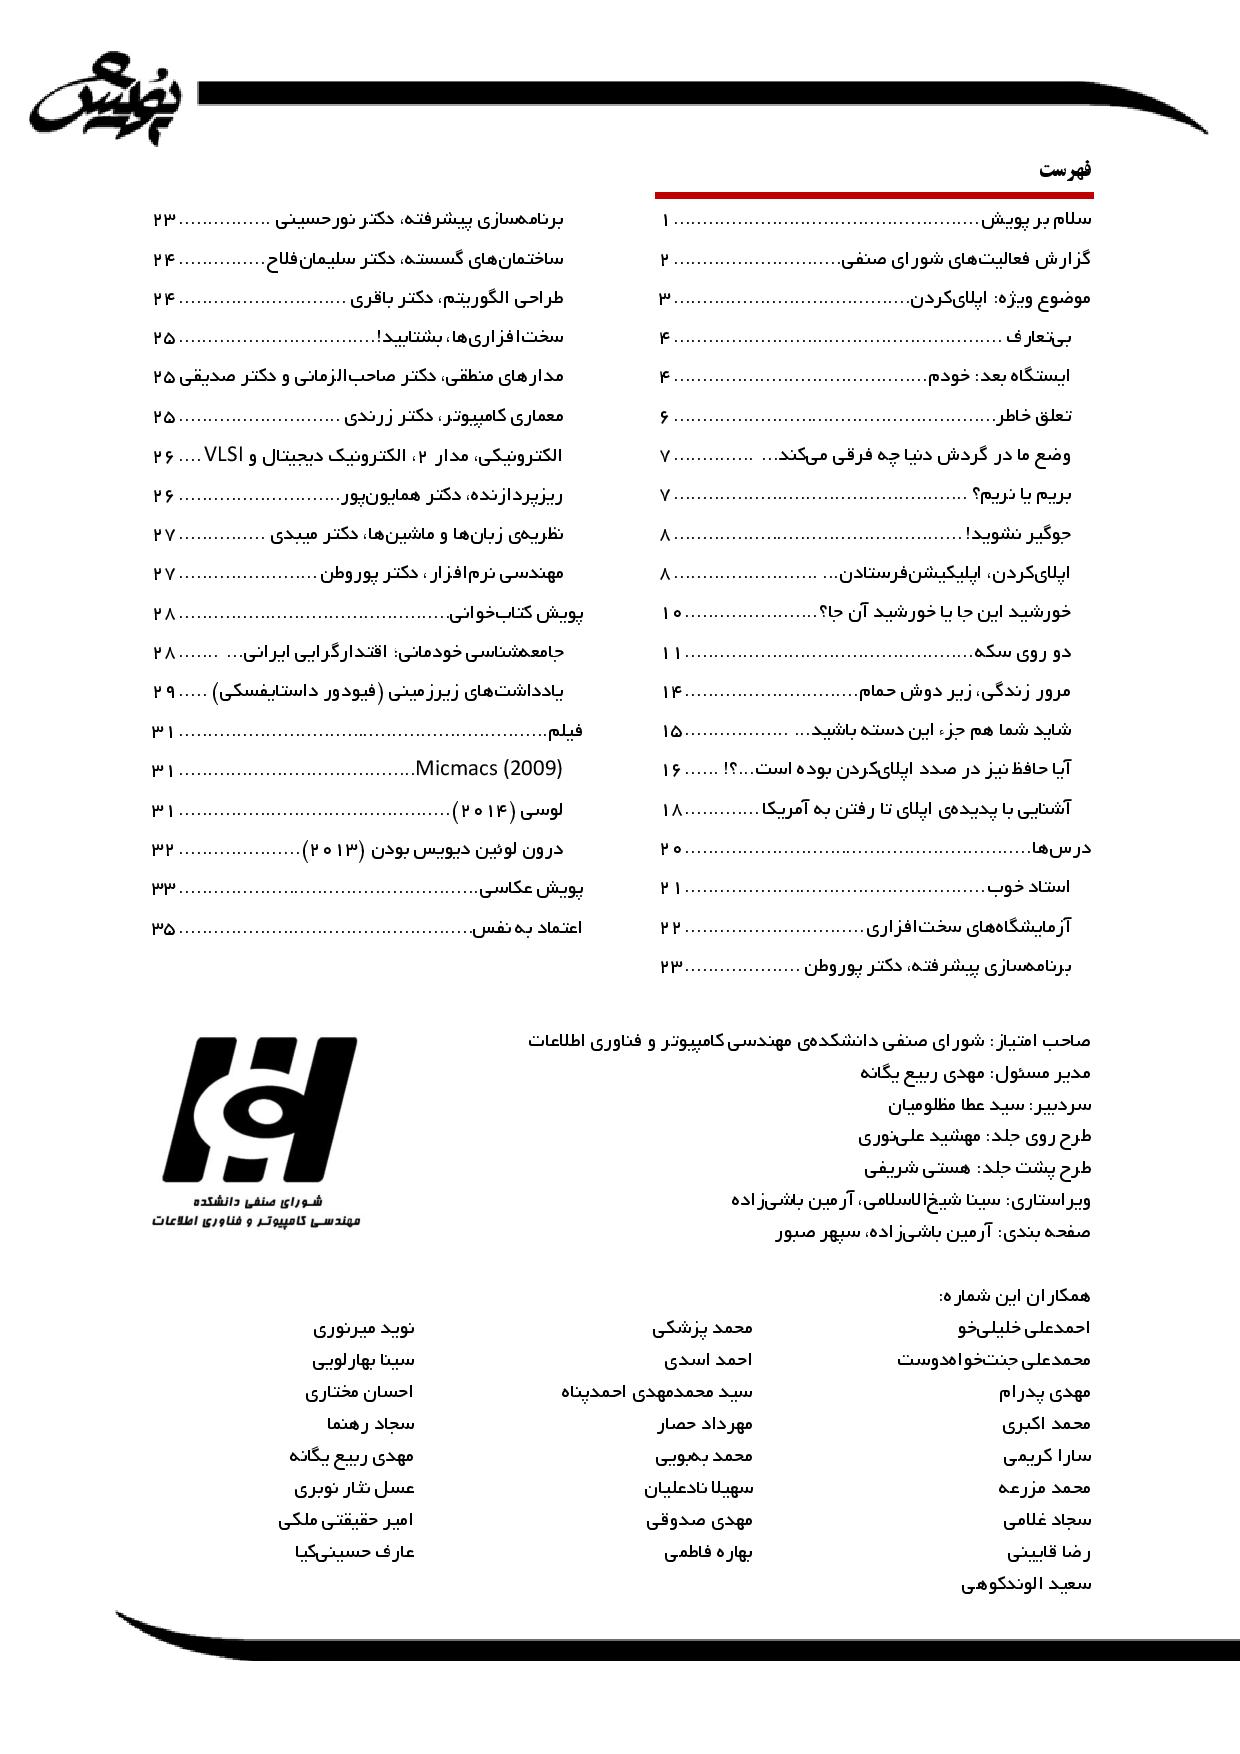 پویش
فهرست
سلام بر پویش.....................................................۱
گزارش فعالیت‌های شورای صنفی.............................۲
موضوع ویژه: اپلای‌کردن.........................................۳
بی‌تعارف .........................................................۴
ایستگاه بعد: خودم............................................۴
تعلق خاطر........................................................۶
وضع ما در گردش دنیا چه فرقی می‌کند... ..............۷
بریم یا نریم؟ ...................................................۷
جوگیر نشوید! ..................................................۸
اپلای‌کردن، اپلیکیشن‌فرستادن... .........................۸
خورشید این جا یا خورشید آن جا؟.......................۱۰
دو روی سکه..................................................۱۱
مرور زندگی، زیر دوش حمام..............................۱۴
شاید شما هم جزء این دسته باشید... ..................۱۵
آیا حافظ نیز در صدد اپلای‌کردن بوده است...؟! ......۱۶
آشنایی با پدیده‌ی اپلای تا رفتن به آمریکا .............۱۸
درس‌ها............................................................۲۰
استاد خوب....................................................۲۱
آزمایشگاه‌های سخت‌افزاری...............................۲۲
برنامه‌سازی پیشرفته، دکتر پوروطن ....................۲۳
برنامه‌سازی پیشرفته، دکتر نورحسینی ................۲۳
ساختمان‌های گسسته، دکتر سلیمان‌فلاح...............۲۴
طراحی الگوریتم، دکتر باقری .............................۲۴
سخت‌افزاری‌ها، بشتابید!..................................۲۵
مدارهای منطقی، دکتر صاحب‌الزمانی و دکتر صدیقی ۲۵
معماری کامپیوتر، دکتر زرندی ............................۲۵
الکترونیکی، مدار ۲، الکترونیک دیجیتال و VLSI ....۲۶
ریزپردازنده، دکتر همایون‌پور............................۲۶
نظریه‌ی زبان‌ها و ماشین‌ها، دکتر میبدی ...............۲۷
مهندسی نرم‌افزار، دکتر پوروطن ........................۲۷
پویش کتاب‌خوانی...............................................۲۸
جامعه‌شناسی خودمانی؛ اقتدارگرایی ایرانی... .......۲۸
یادداشت‌های زیرزمینی (فیودور داستایفسکی) .....۲۹
فیلم................................................................۳۱
Micmacs (2009).........................................۳۱
لوسی (۲۰۱۴)...............................................۳۱
درون لوئین دیویس بودن (۲۰۱۳).....................۳۲
پویش عکاسی....................................................۳۳
اعتماد به نفس...................................................۳۵
صاحب امتیاز: شورای صنفی دانشکده‌ی مهندسی کامپیوتر و فناوری اطلاعات
مدیر مسئول: مهدی ربیع یگانه
سردبیر: سید عطا مظلومیان
طرح روی جلد: مهشید علی‌نوری
طرح پشت جلد: هستی شریفی
ویراستاری: سینا شیخ‌الاسلامی، آرمین باشی‌زاده
صفحه بندی: آرمین باشی‌زاده، سپهر صبور
شورای صنفی دانشکده
مهندسی کامپیوتر و فناوری اطلاعات
همکاران این شماره:
احمدعلی خلیلی‌خو
محمدعلی جنت‌خواه‌دوست
مهدی پدرام
محمد اکبری
سارا کریمی
محمد مزرعه
سجاد غلامی
رضا قایینی
سعید الوندکوهی
محمد پزشکی
احمد اسدی
سید محمدمهدی احمدپناه
مهرداد حصار
محمد به‌بویی
سهیلا نادعلیان
مهدی صدوقی
بهاره فاطمی
نوید میرنوری
سینا بهارلویی
احسان مختاری
سجاد رهنما
مهدی ربیع یگانه
عسل نثار نوبری
امیر حقیقتی ملکی
عارف حسینی‌کیا